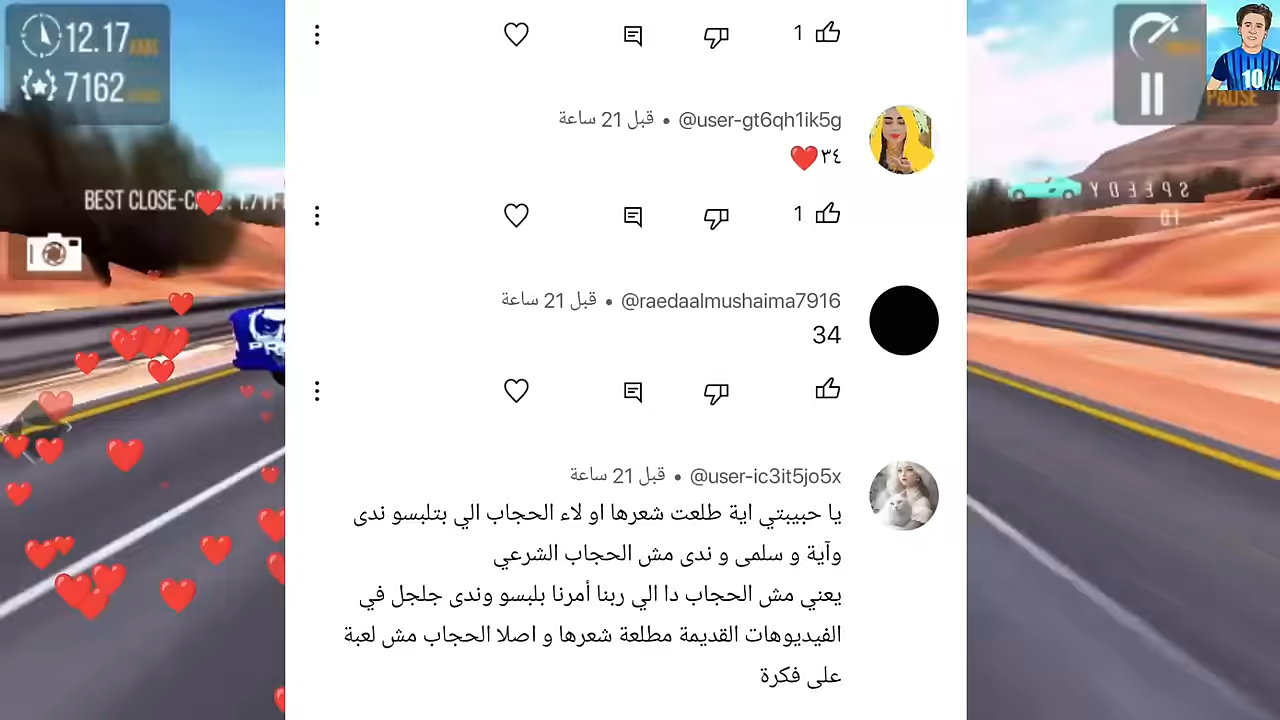 12.17
7162
BEST CLOSE-C
PAUSE
SPEEDY
10
1
@user-gt6qh1ik5g • قبل 21 ساعة
٣٤❤️
1
@raedaalmushaima7916 • قبل 21 ساعة
34
@user-ic3it5jo5x • قبل 21 ساعة
يا حبيبتي اية طلعت شعرها او لاء الحجاب الي بتلبسو ندى
وآية و سلمى و ندى مش الحجاب الشرعي
يعني مش الحجاب دا الي ربنا أمرنا بلبسو وندى جلجل في
الفيديوهات القديمة مطلعة شعرها و اصلا الحجاب مش لعبة
على فكرة